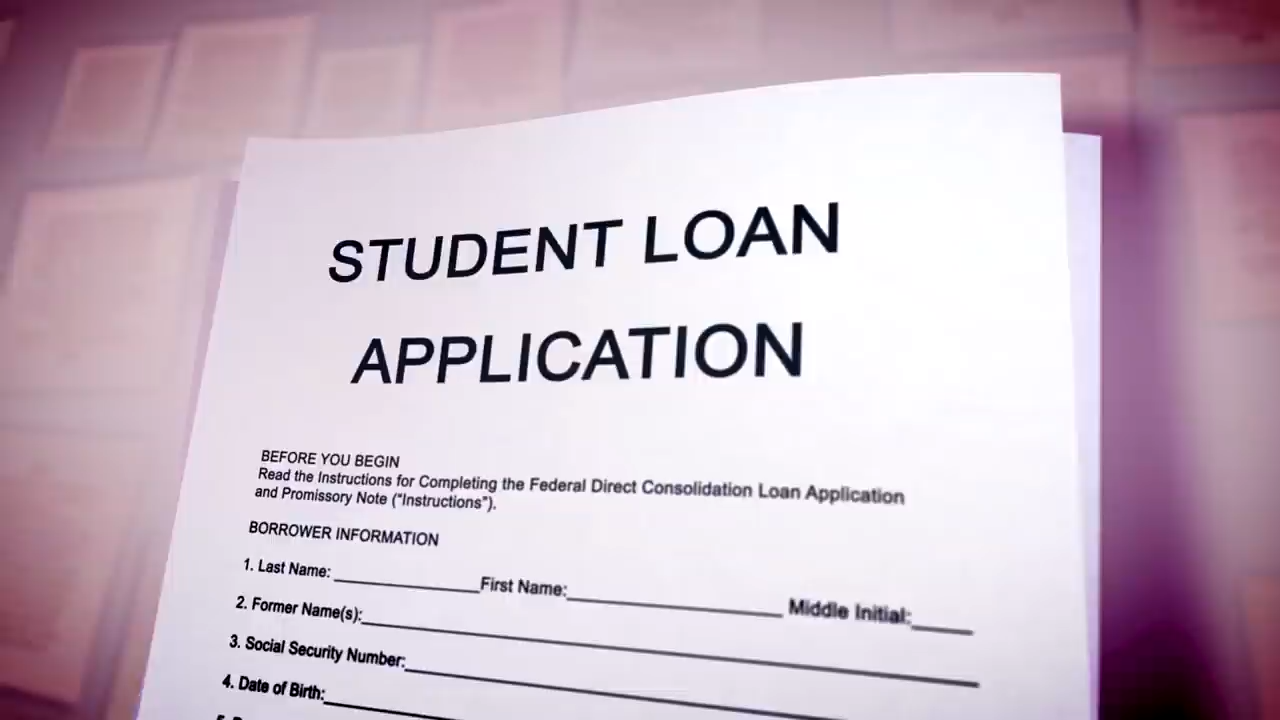 STUDENT LOAN
APPLICATION
BEFORE YOU BEGIN
Read the Instructions for Completing the Federal Direct Consolidation Loan Application
and Promissory Note (“Instructions”).
BORROWER INFORMATION
1. Last Name: First Name: Middle Initial:
2. Former Name(s):
3. Social Security Number:
4. Date of Birth: